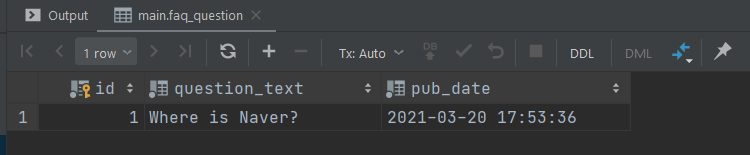 Output main.faq_question
1 row Tx: Auto DB DDL DML
id question_text pub_date
1 1 Where is Naver? 2021-03-20 17:53:36